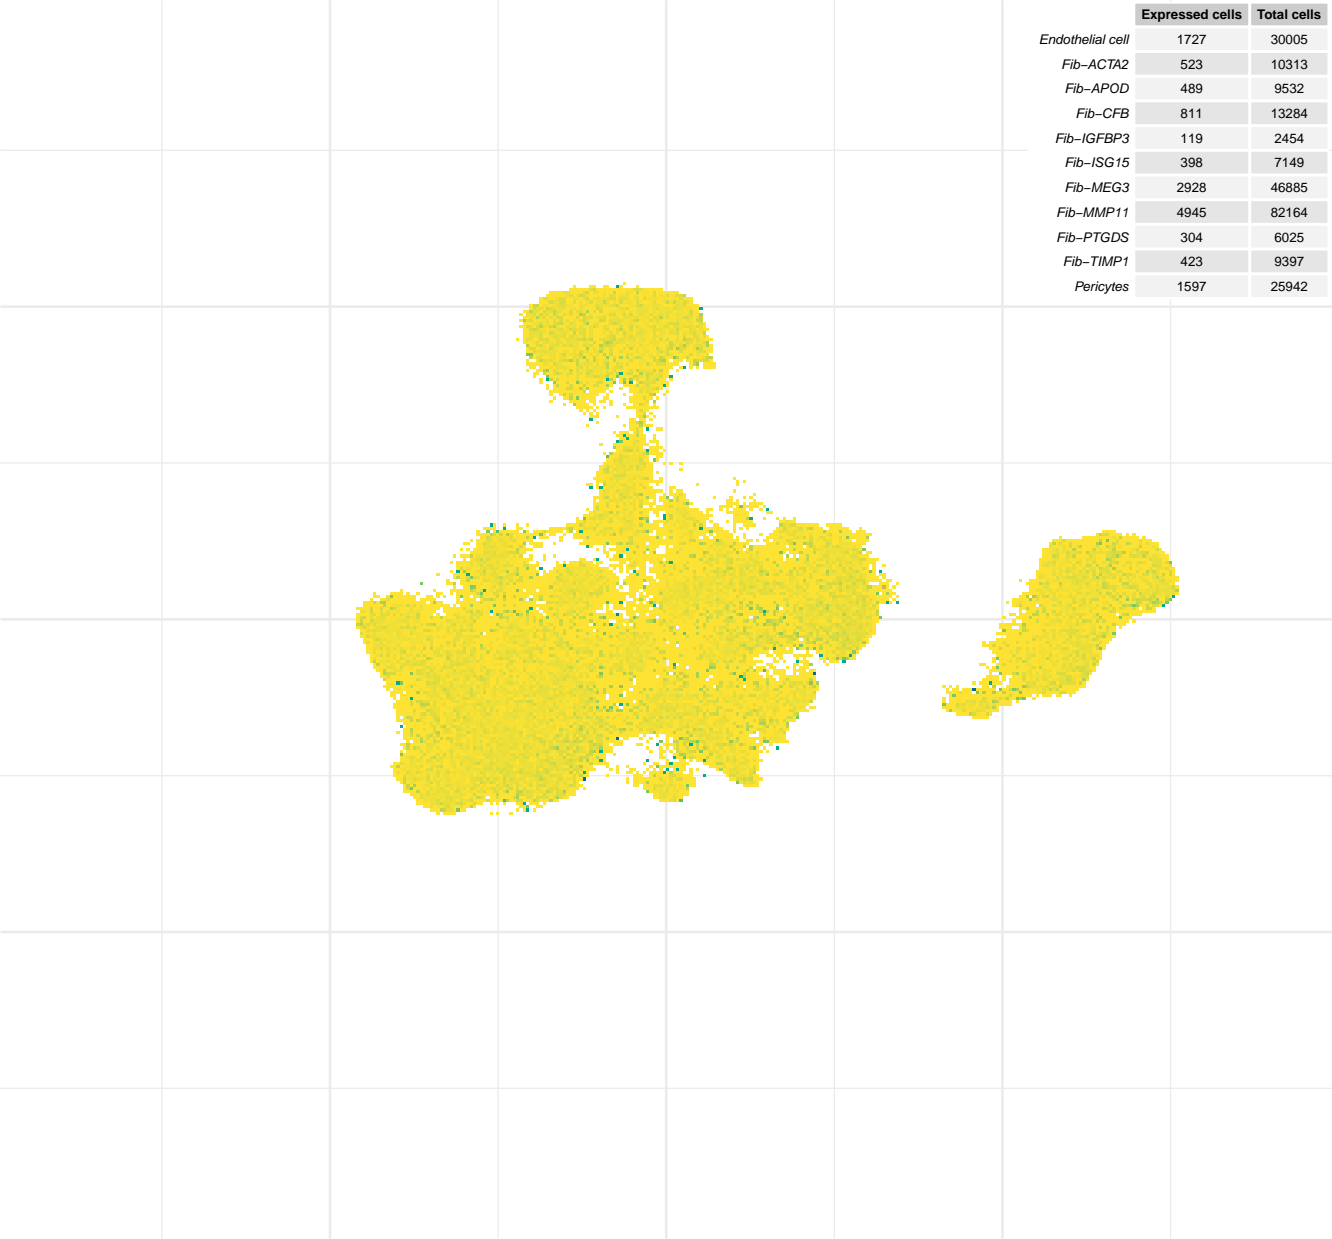 Expressed cells Total cells
Endothelial cell 1727 30005
Fib−ACTA2 523 10313
Fib−APOD 489 9532
Fib−CFB 811 13284
Fib−IGFBP3 119 2454
Fib−ISG15 398 7149
Fib−MEG3 2928 46885
Fib−MMP11 4945 82164
Fib−PTGDS 304 6025
Fib−TIMP1 423 9397
Pericytes 1597 25942